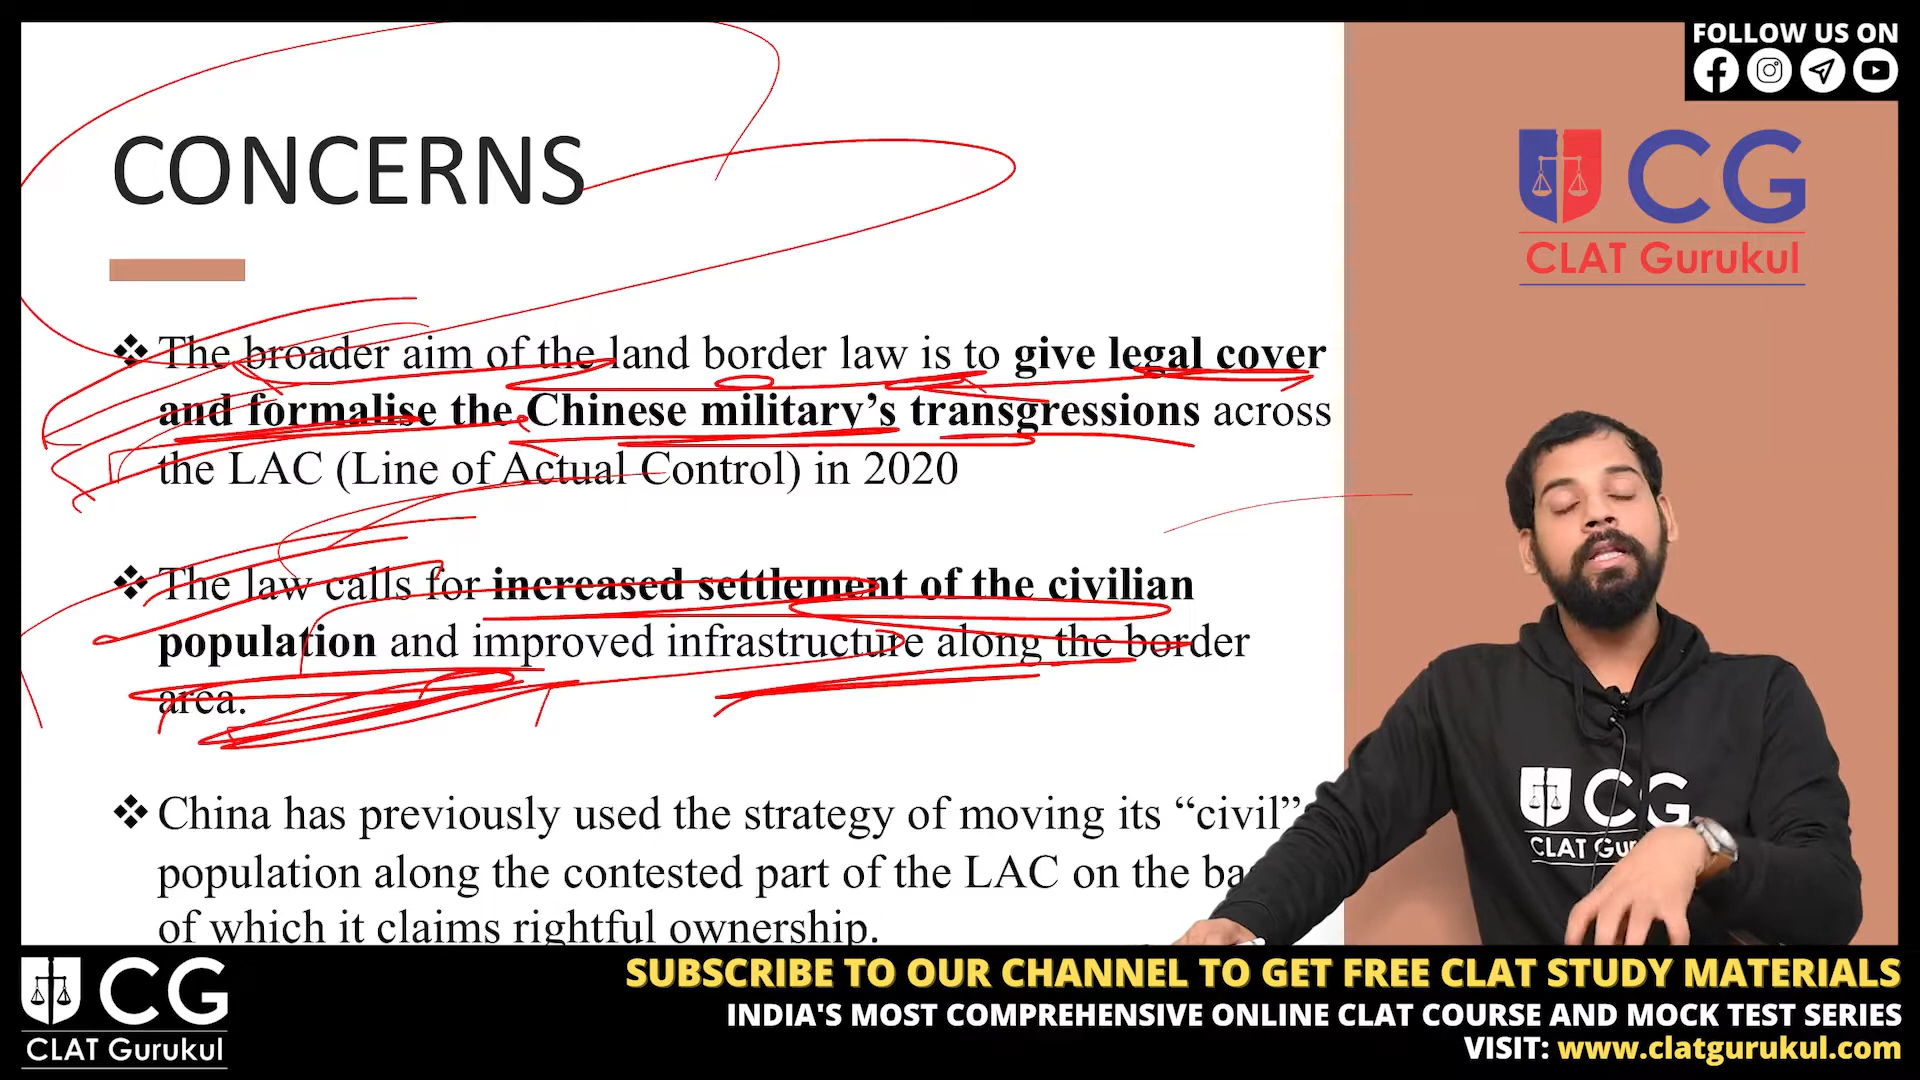 FOLLOW US ON
CG
CLAT Gurukul
CONCERNS
❖ The broader aim of the land border law is to give legal cover
and formalise the Chinese military's transgressions across
the LAC (Line of Actual Control) in 2020
❖ The law calls for increased settlement of the civilian
population and improved infrastructure along the border
area.
❖ China has previously used the strategy of moving its “civil”
population along the contested part of the LAC on the
of which it claims rightful ownership.
CG
CLAT
CG
CLAT Gurukul
SUBSCRIBE TO OUR CHANNEL TO GET FREE CLAT STUDY MATERIALS
INDIA'S MOST COMPREHENSIVE ONLINE CLAT COURSE AND MOCK TEST SERIES
VISIT: www.clatgurukul.com